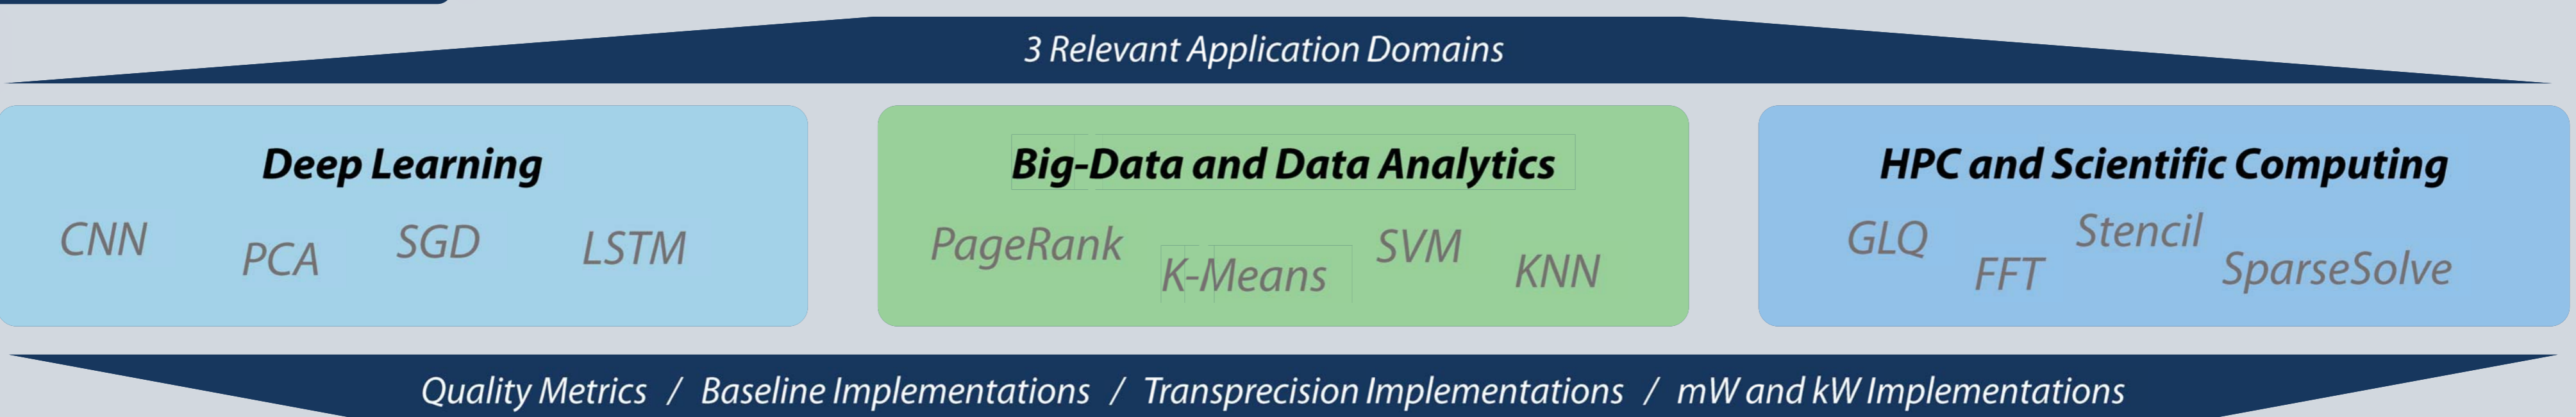 3 Relevant Application Domains
Deep Learning
CNN
PCA
SGD
LSTM
Big-Data and Data Analytics
PageRank
K-Means
SVM
KNN
HPC and Scientific Computing
GLQ
FFT
Stencil
SparseSolve
Quality Metrics / Baseline Implementations / Transprecision Implementations / mW and kW Implementations